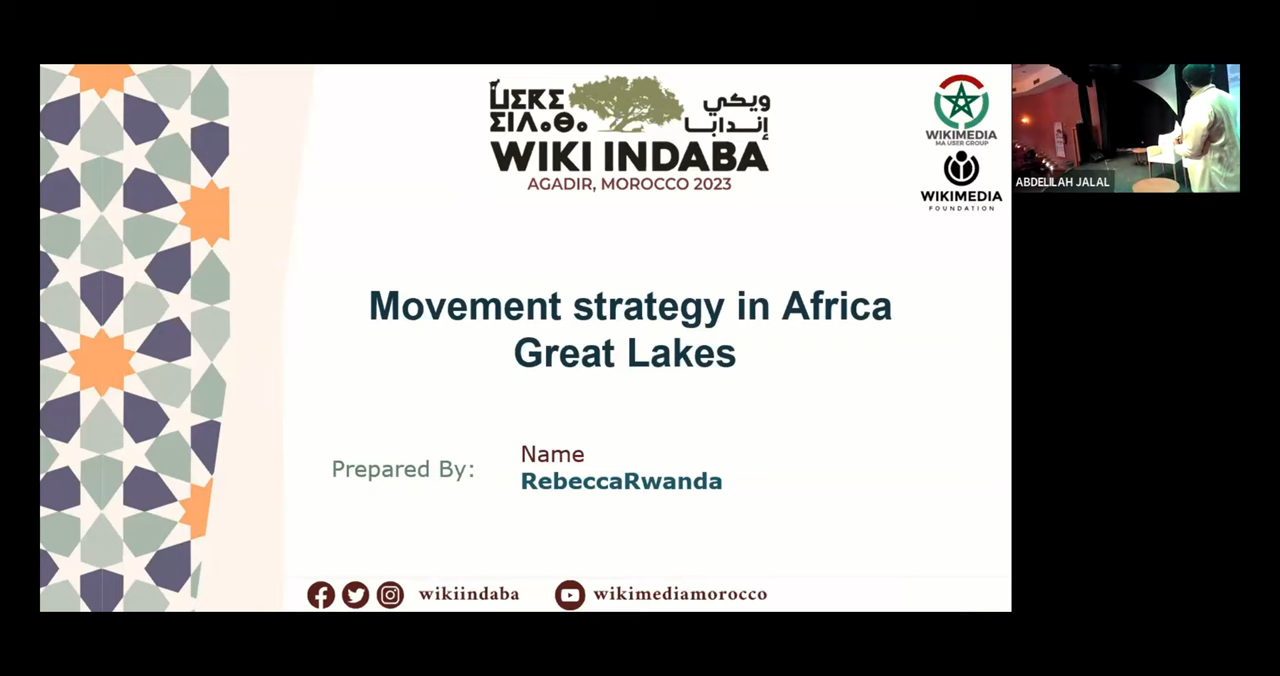 ⵡⵉⴽⵉ
ⵉⵏⴷⴰⴱⴰ
ويكي
إندابا
WIKI INDABA
AGADIR, MOROCCO 2023
WIKIMEDIA
MA USER GROUP
WIKIMEDIA
FOUNDATION
ABDELILAH JALAL
Movement strategy in Africa
Great Lakes
Prepared By:
Name
RebeccaRwanda
wikiindaba
wikimediamorocco